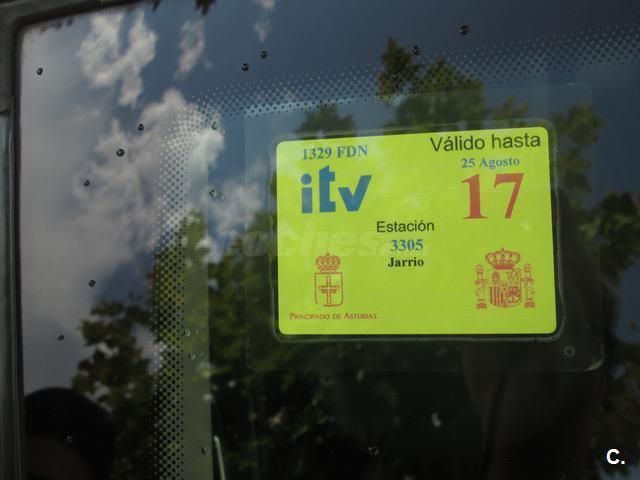 1329 FDN
Válido hasta
25 Agosto
itv
17
Estación
3305
Jarrio
PRINCIPADO DE ASTURIAS
C.